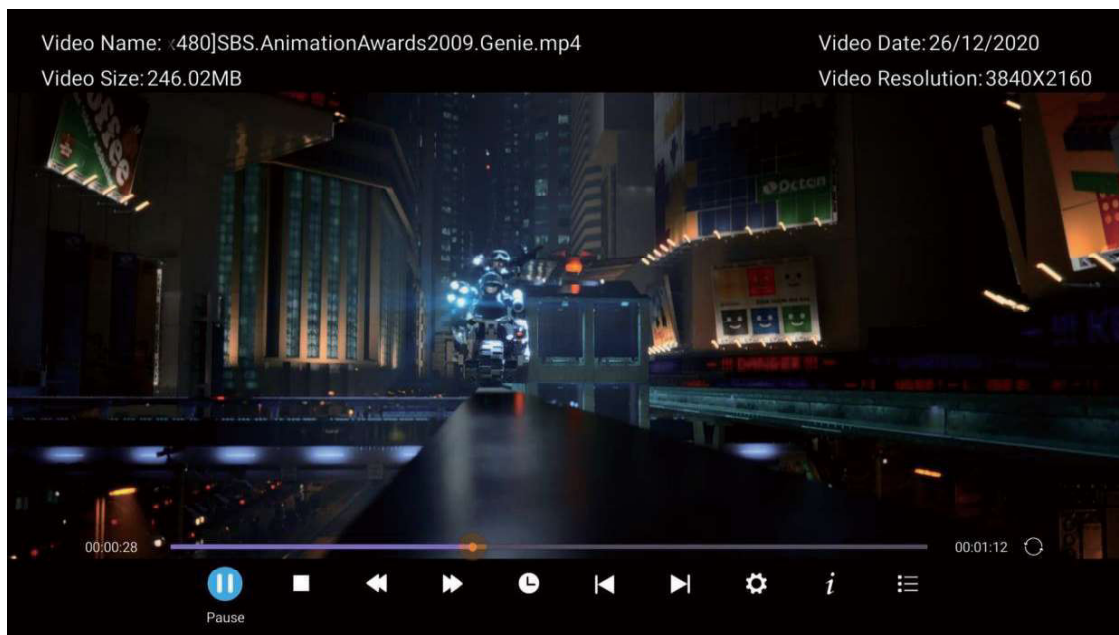 Video Name: x480]SBS.AnimationAwards2009.Genie.mp4
Video Date:26/12/2020
Video Size:246.02MB
Video Resolution:3840X2160
offee
Octon
00:00:28
00:01:12
Pause